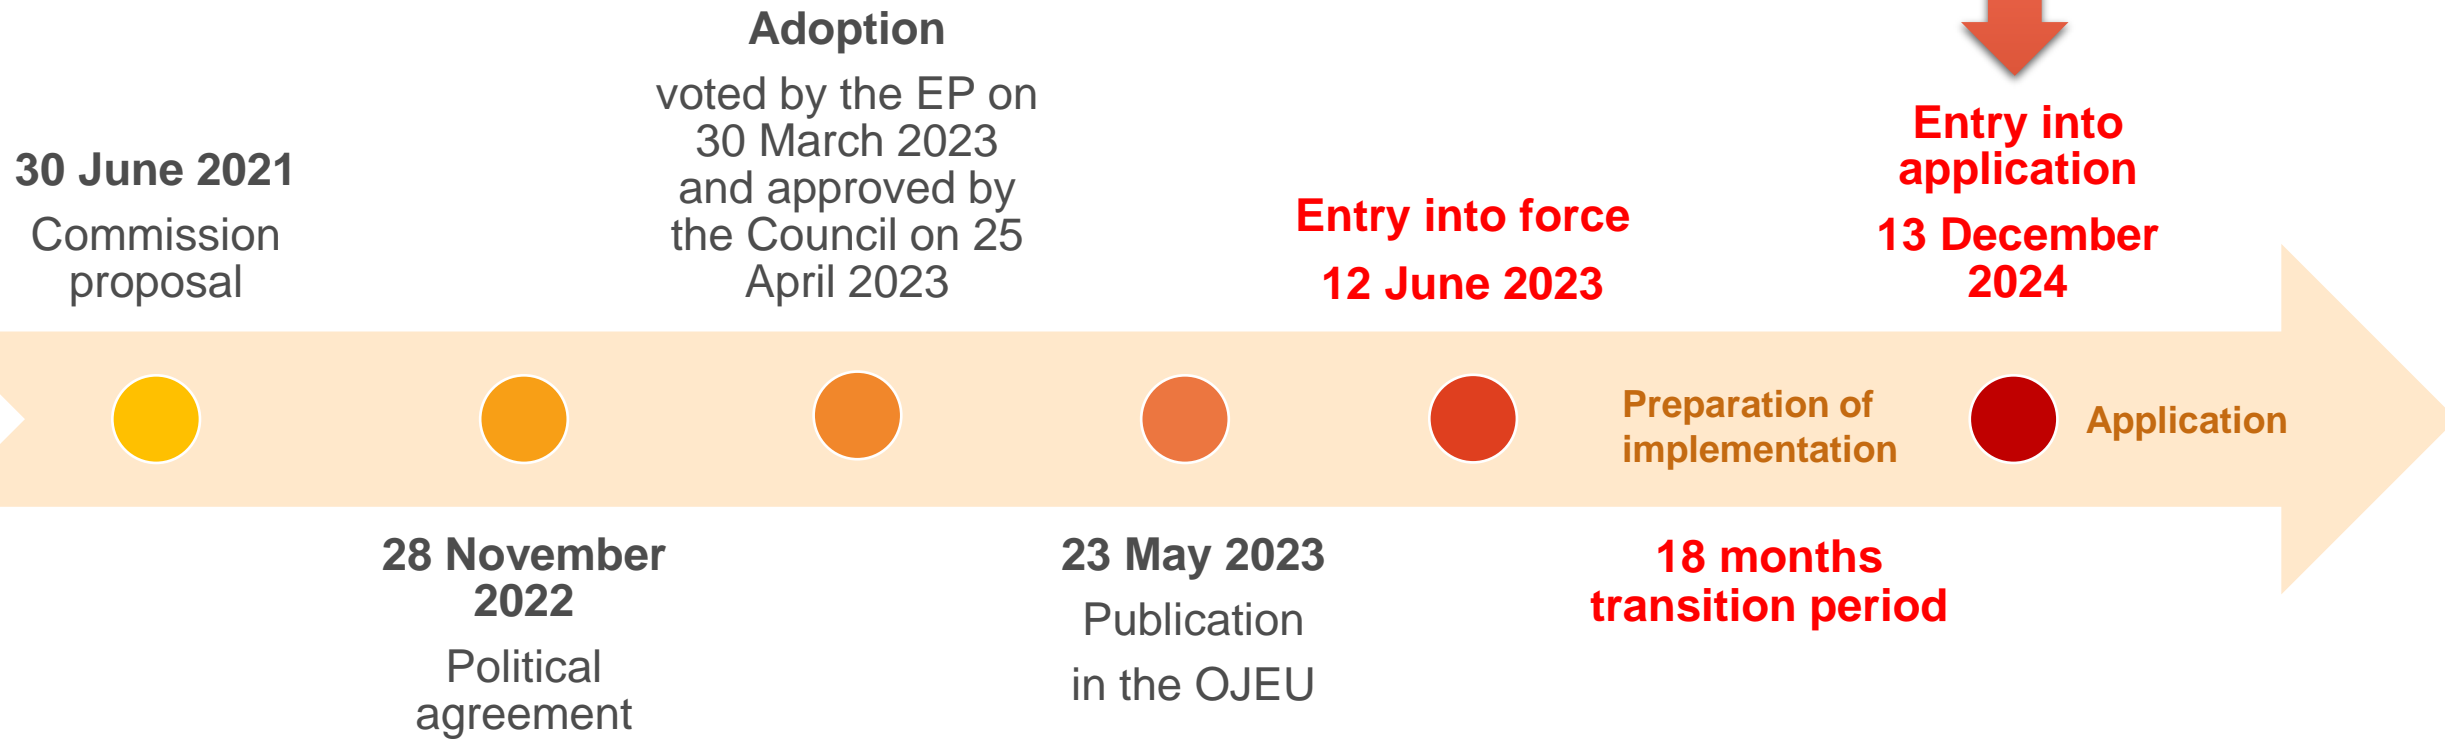 30 June 2021
Commission
proposal
28 November
2022
Political
agreement
Adoption
voted by the EP on
30 March 2023
and approved by
the Council on 25
April 2023
23 May 2023
Publication
in the OJEU
Entry into force
12 June 2023
Preparation of
implementation
18 months
transition period
Entry into
application
13 December
2024
Application